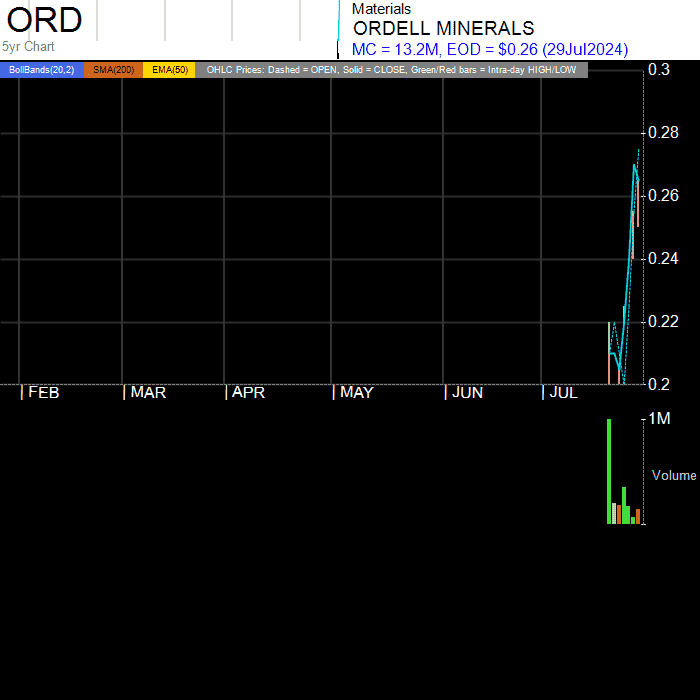 ORD
5yr Chart
Materials
ORDELL MINERALS
MC = 13.2M, EOD = $0.26 (29Jul2024)
BollBands(20,2) SMA(200) EMA(50) OHLC Prices: Dashed = OPEN, Solid = CLOSE, Green/Red bars = Intra-day HIGH/LOW
0.3
0.28
0.26
0.24
0.22
0.2
FEB MAR APR MAY JUN JUL
1M
Volume